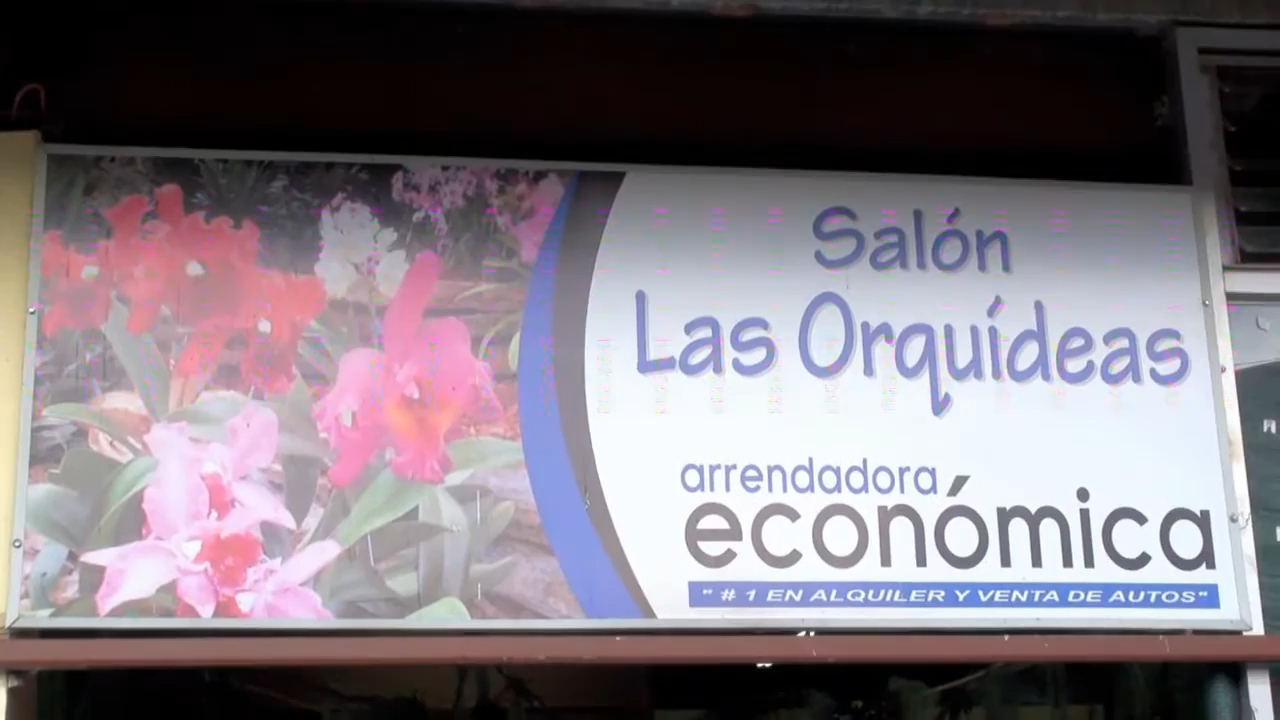 Salón
Las Orquídeas
arrendadora
económica
"# 1 EN ALQUILER Y VENTA DE AUTOS"